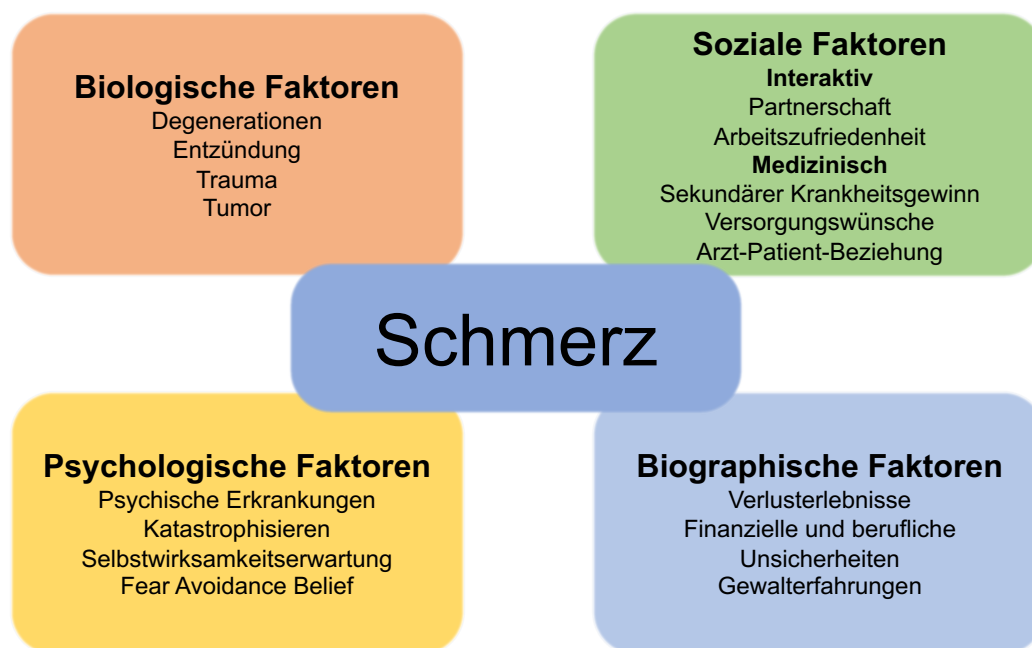 Biologische Faktoren
Degenerationen
Entzündung
Trauma
Tumor
Soziale Faktoren
Interaktiv
Partnerschaft
Arbeitszufriedenheit
Medizinisch
Sekundärer Krankheitsgewinn
Versorgungswünsche
Arzt-Patient-Beziehung
Schmerz
Psychologische Faktoren
Psychische Erkrankungen
Katastrophisieren
Selbstwirksamkeitserwartung
Fear Avoidance Belief
Biographische Faktoren
Verlusterlebnisse
Finanzielle und berufliche
Unsicherheiten
Gewalterfahrungen